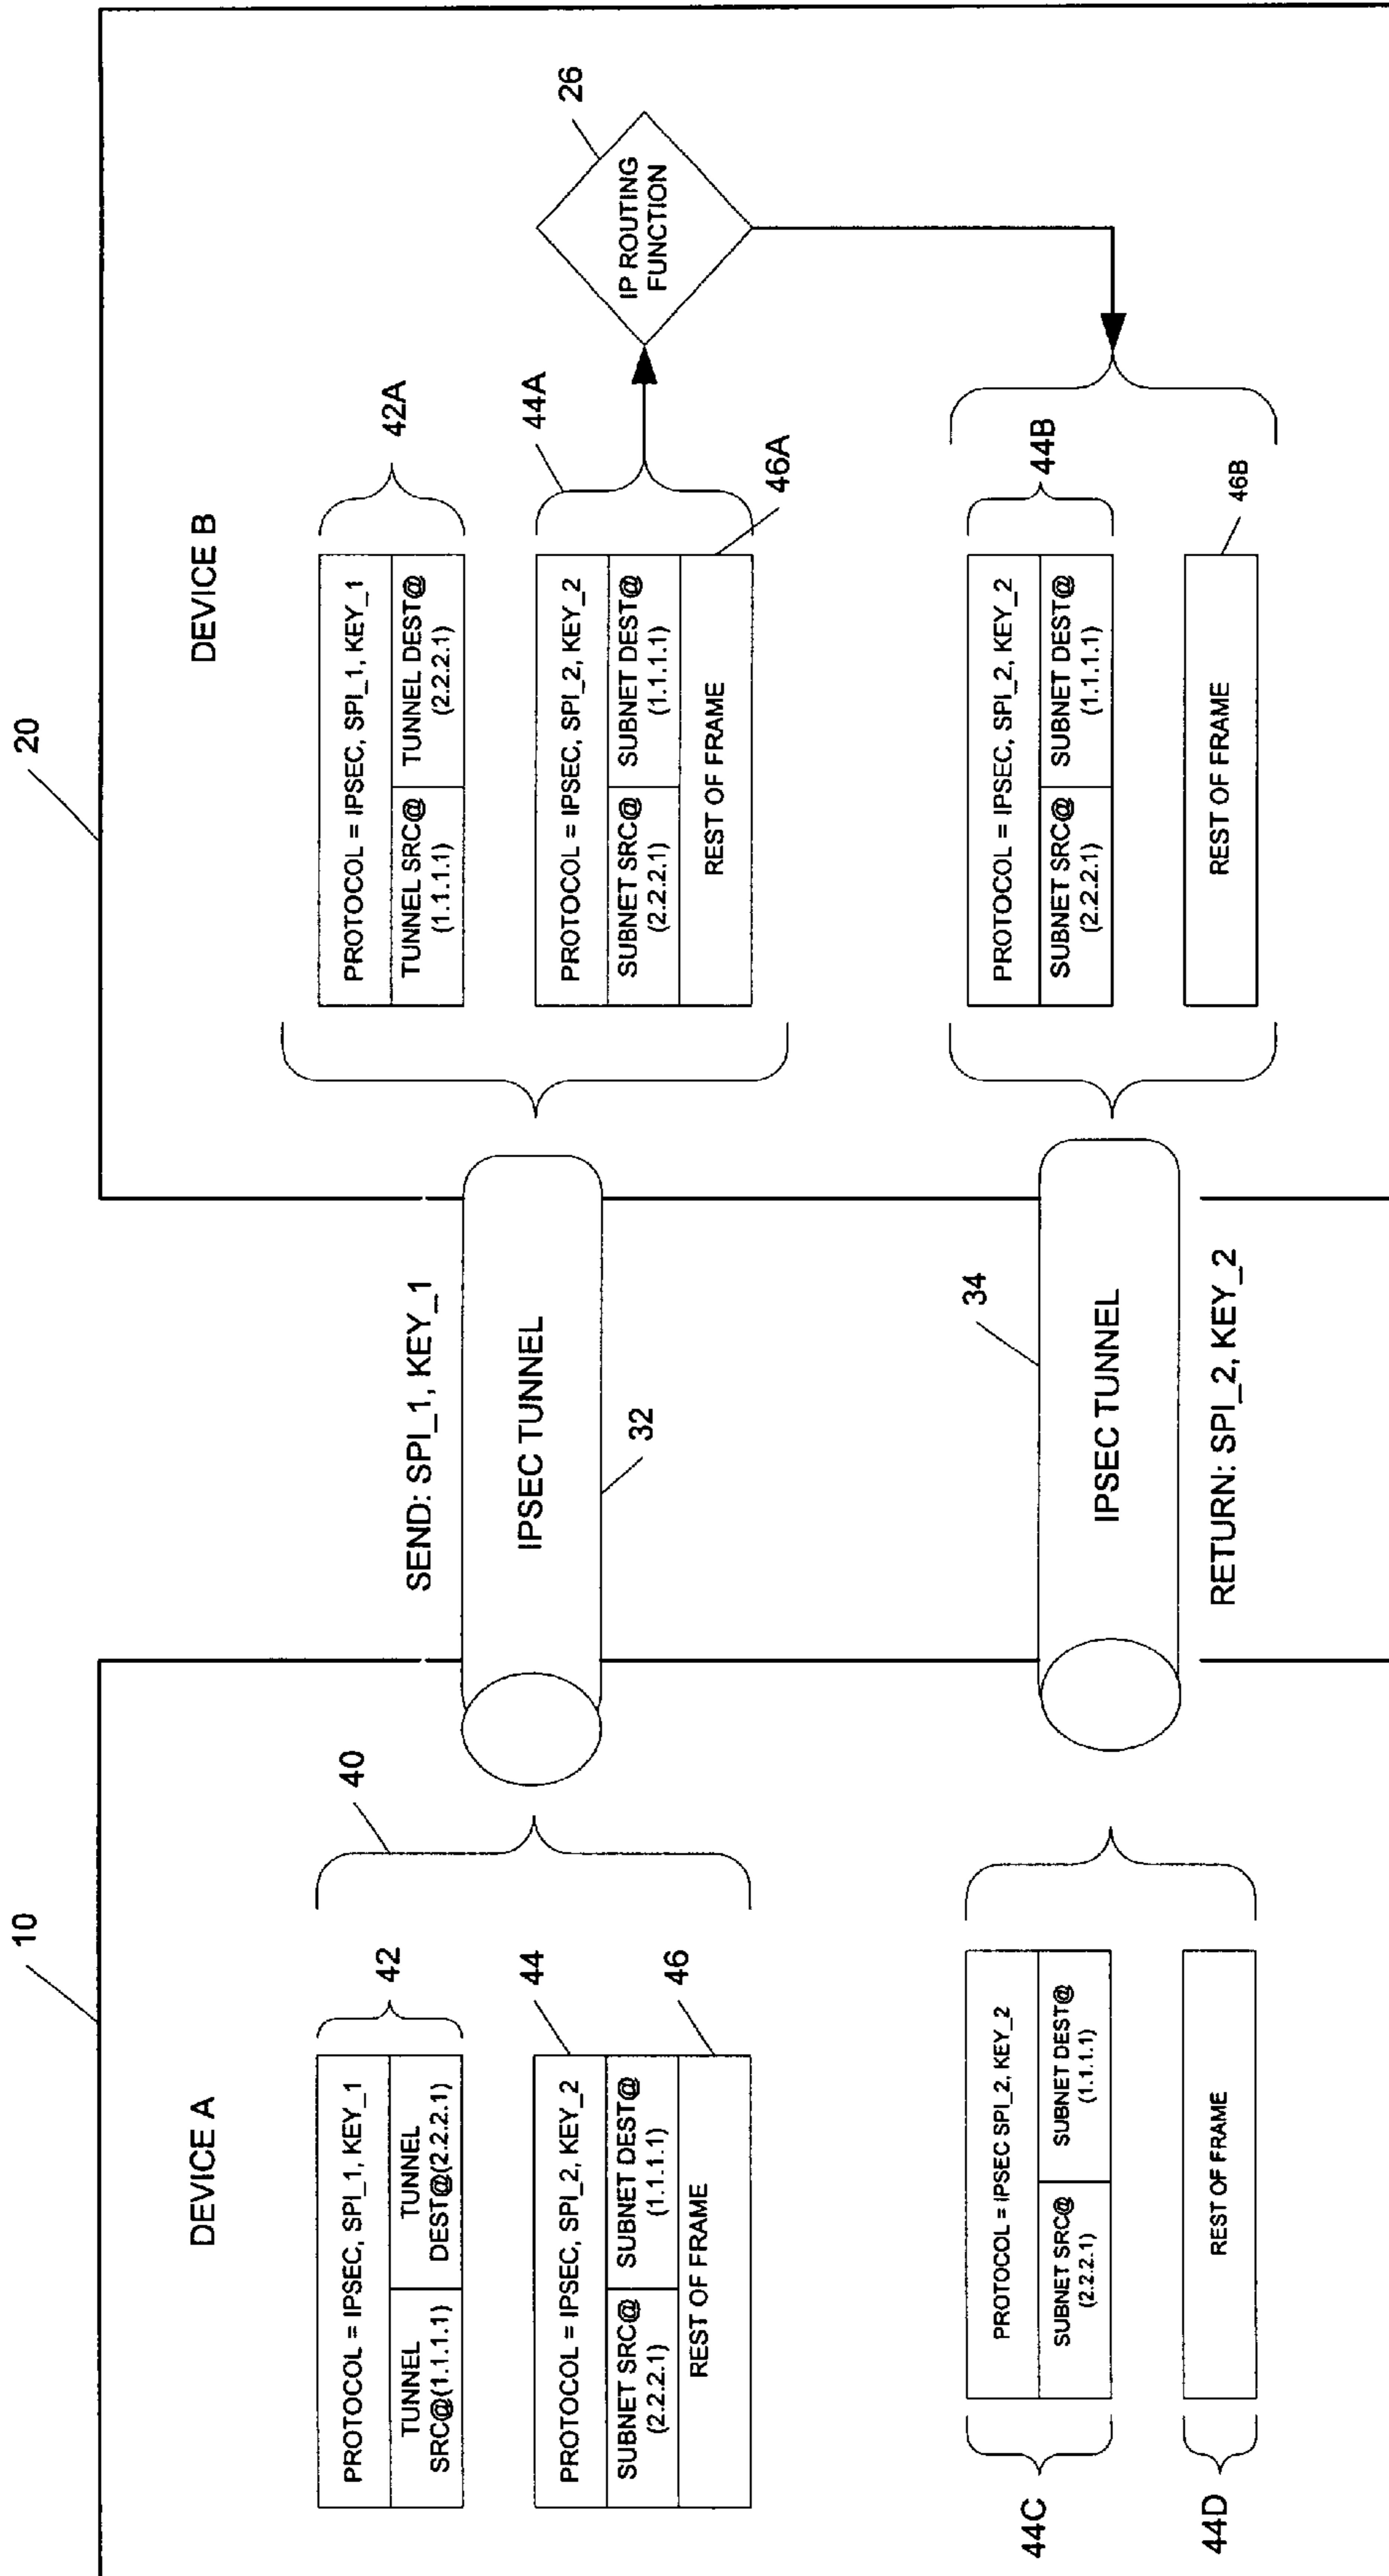 10
DEVICE A
PROTOCOL = IPSEC, SPI_1, KEY_1
TUNNEL
SRC@(1.1.1.1)
TUNNEL
DEST@(2.2.2.1)
42
40
PROTOCOL = IPSEC, SPI_2, KEY_2
SUBNET SRC@
(2.2.2.1)
SUBNET DEST@
(1.1.1.1)
REST OF FRAME
44
46
44C
PROTOCOL = IPSEC SPI_2, KEY_2
SUBNET SRC@
(2.2.2.1)
SUBNET DEST@
(1.1.1.1)
44D
REST OF FRAME
SEND: SPI_1, KEY_1
IPSEC TUNNEL
32
34
IPSEC TUNNEL
RETURN: SPI_2, KEY_2
20
DEVICE B
PROTOCOL = IPSEC, SPI_1, KEY_1
TUNNEL SRC@
(1.1.1.1)
TUNNEL DEST@
(2.2.2.1)
42A
PROTOCOL = IPSEC, SPI_2, KEY_2
SUBNET SRC@
(2.2.2.1)
SUBNET DEST@
(1.1.1.1)
REST OF FRAME
44A
46A
IP ROUTING
FUNCTION
26
PROTOCOL = IPSEC, SPI_2, KEY_2
SUBNET SRC@
(2.2.2.1)
SUBNET DEST@
(1.1.1.1)
44B
REST OF FRAME
46B